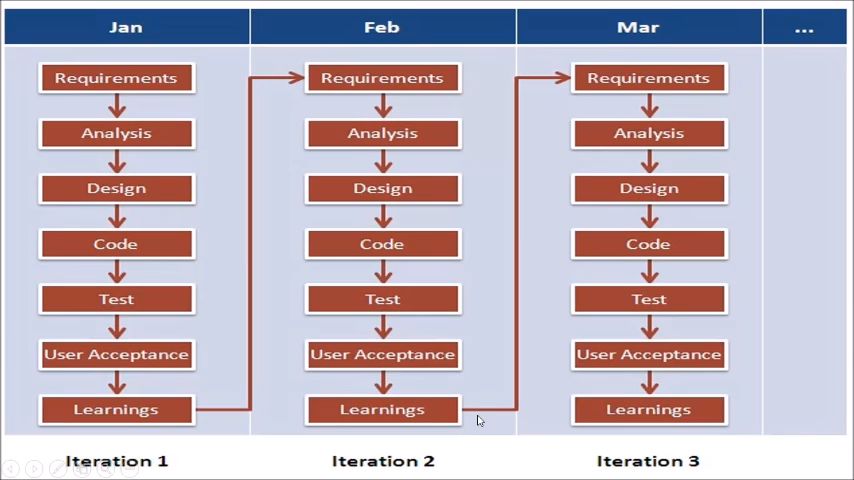 Jan
Feb
Mar
...
Requirements
Analysis
Design
Code
Test
User Acceptance
Learnings
Iteration 1
Requirements
Analysis
Design
Code
Test
User Acceptance
Learnings
Iteration 2
Requirements
Analysis
Design
Code
Test
User Acceptance
Learnings
Iteration 3